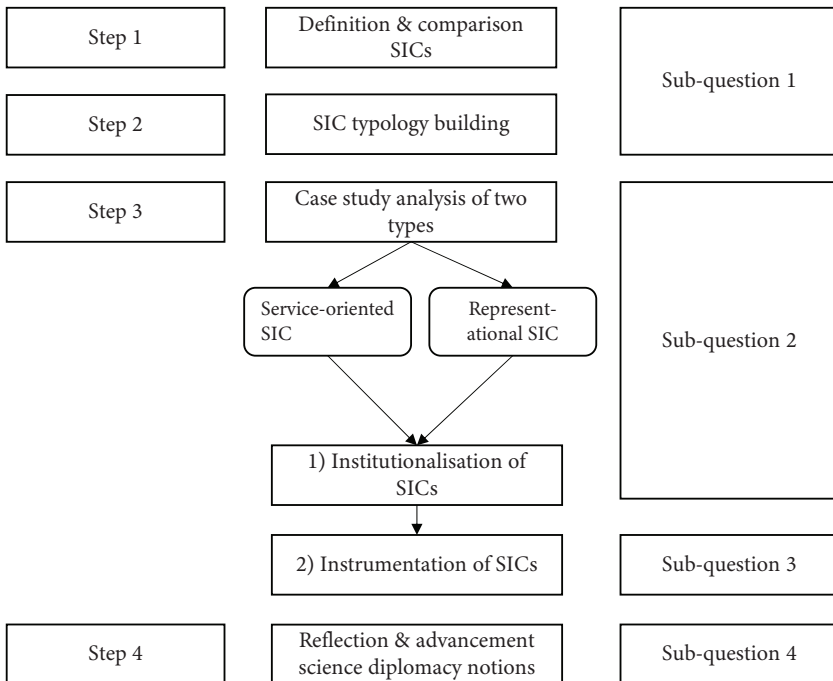 Step 1
Definition & comparison
SICs
Sub-question 1
Step 2
SIC typology building
Step 3
Case study analysis of two
types
Service-oriented
SIC
Represent-
ational SIC
Sub-question 2
1) Institutionalisation of
SICs
2) Instrumentation of SICs
Sub-question 3
Step 4
Reflection & advancement
science diplomacy notions
Sub-question 4